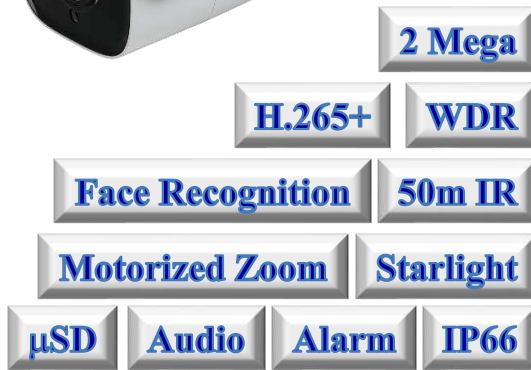 2 Mega
H.265+ WDR
Face Recognition 50m IR
Motorized Zoom Starlight
μSD Audio Alarm IP66